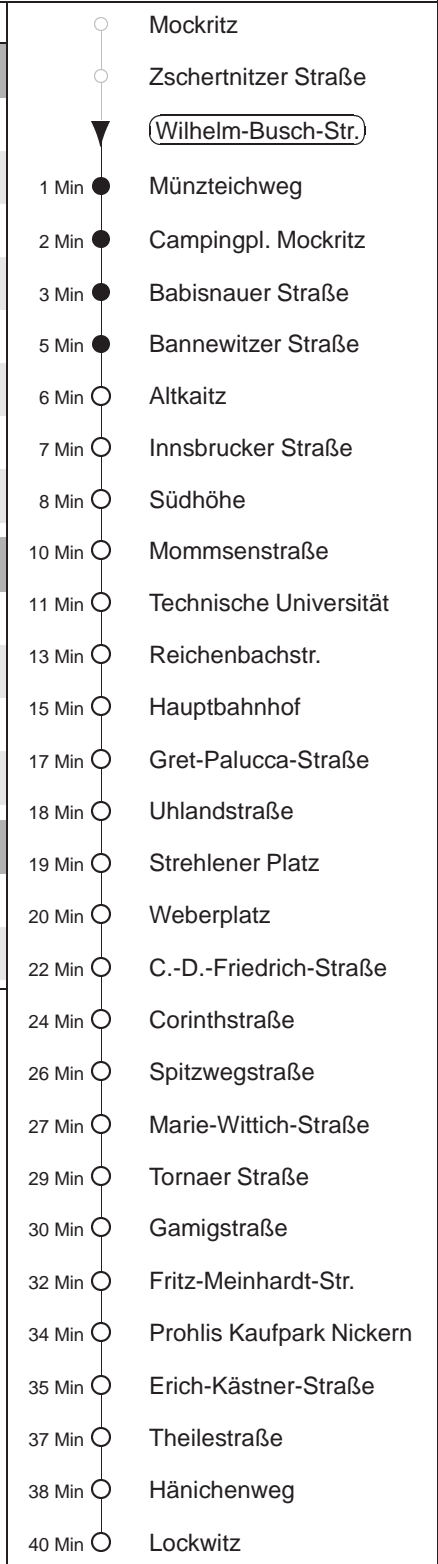 Mockritz
Zschertnitzer Straße
Wilhelm-Busch-Str.
1 Min Münzteichweg
2 Min Campingpl. Mockritz
3 Min Babisnauer Straße
5 Min Bannewitzer Straße
6 Min Altkaitz
7 Min Innsbrucker Straße
8 Min Südhöhe
10 Min Mommsenstraße
11 Min Technische Universität
13 Min Reichenbachstr.
15 Min Hauptbahnhof
17 Min Gret-Palucca-Straße
18 Min Uhlandstraße
19 Min Strehlener Platz
20 Min Weberplatz
22 Min C.-D.-Friedrich-Straße
24 Min Corinthstraße
26 Min Spitzwegstraße
27 Min Marie-Wittich-Straße
29 Min Tornaer Straße
30 Min Gamigstraße
32 Min Fritz-Meinhardt-Str.
34 Min Prohlis Kaufpark Nickern
35 Min Erich-Kästner-Straße
37 Min Theilestraße
38 Min Hänichenweg
40 Min Lockwitz